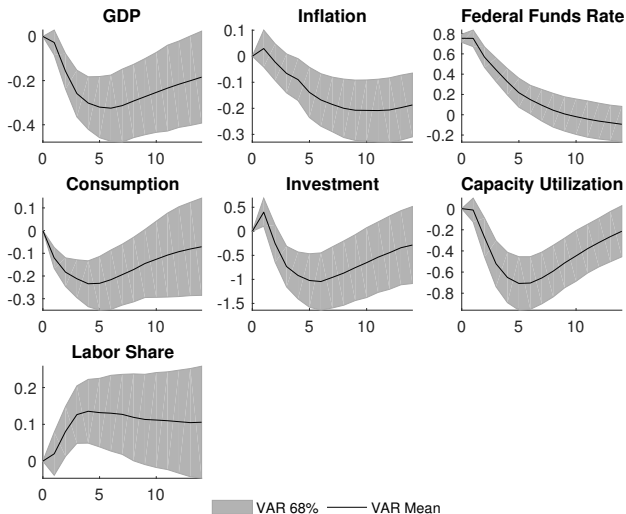 GDP
0
-0.2
-0.4
0 5 10
Inflation
0.1
0
-0.1
-0.2
-0.3
0 5 10
Federal Funds Rate
0.8
0.6
0.4
0.2
0
-0.2
0 5 10
Consumption
0.1
0
-0.1
-0.2
-0.3
0 5 10
Investment
0.5
0
-0.5
-1
-1.5
0 5 10
Capacity Utilization
0
-0.2
-0.4
-0.6
-0.8
0 5 10
Labor Share
0.2
0.1
0
0 5 10
VAR 68% VAR Mean